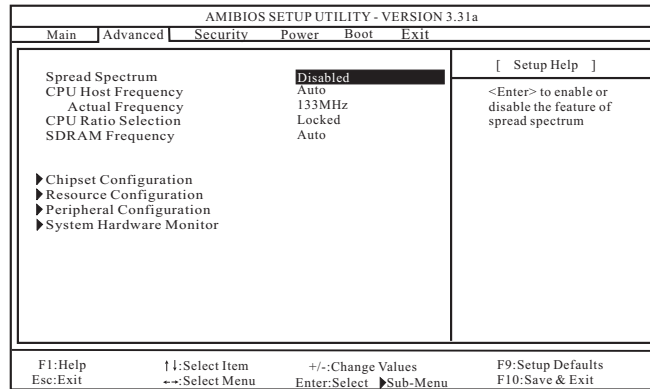 AMIBIOS SETUP UTILITY - VERSION 3.31a
Main Advanced Security Power Boot Exit
[ Setup Help ]
Spread Spectrum Disabled
CPU Host Frequency Auto
Actual Frequency 133MHz
CPU Ratio Selection Locked
SDRAM Frequency Auto
<Enter> to enable or
disable the feature of
spread spectrum
Chipset Configuration
Resource Configuration
Peripheral Configuration
System Hardware Monitor
F1:Help ↑↓:Select Item +/-:Change Values F9:Setup Defaults
Esc:Exit ←→:Select Menu Enter:Select ▶Sub-Menu F10:Save & Exit